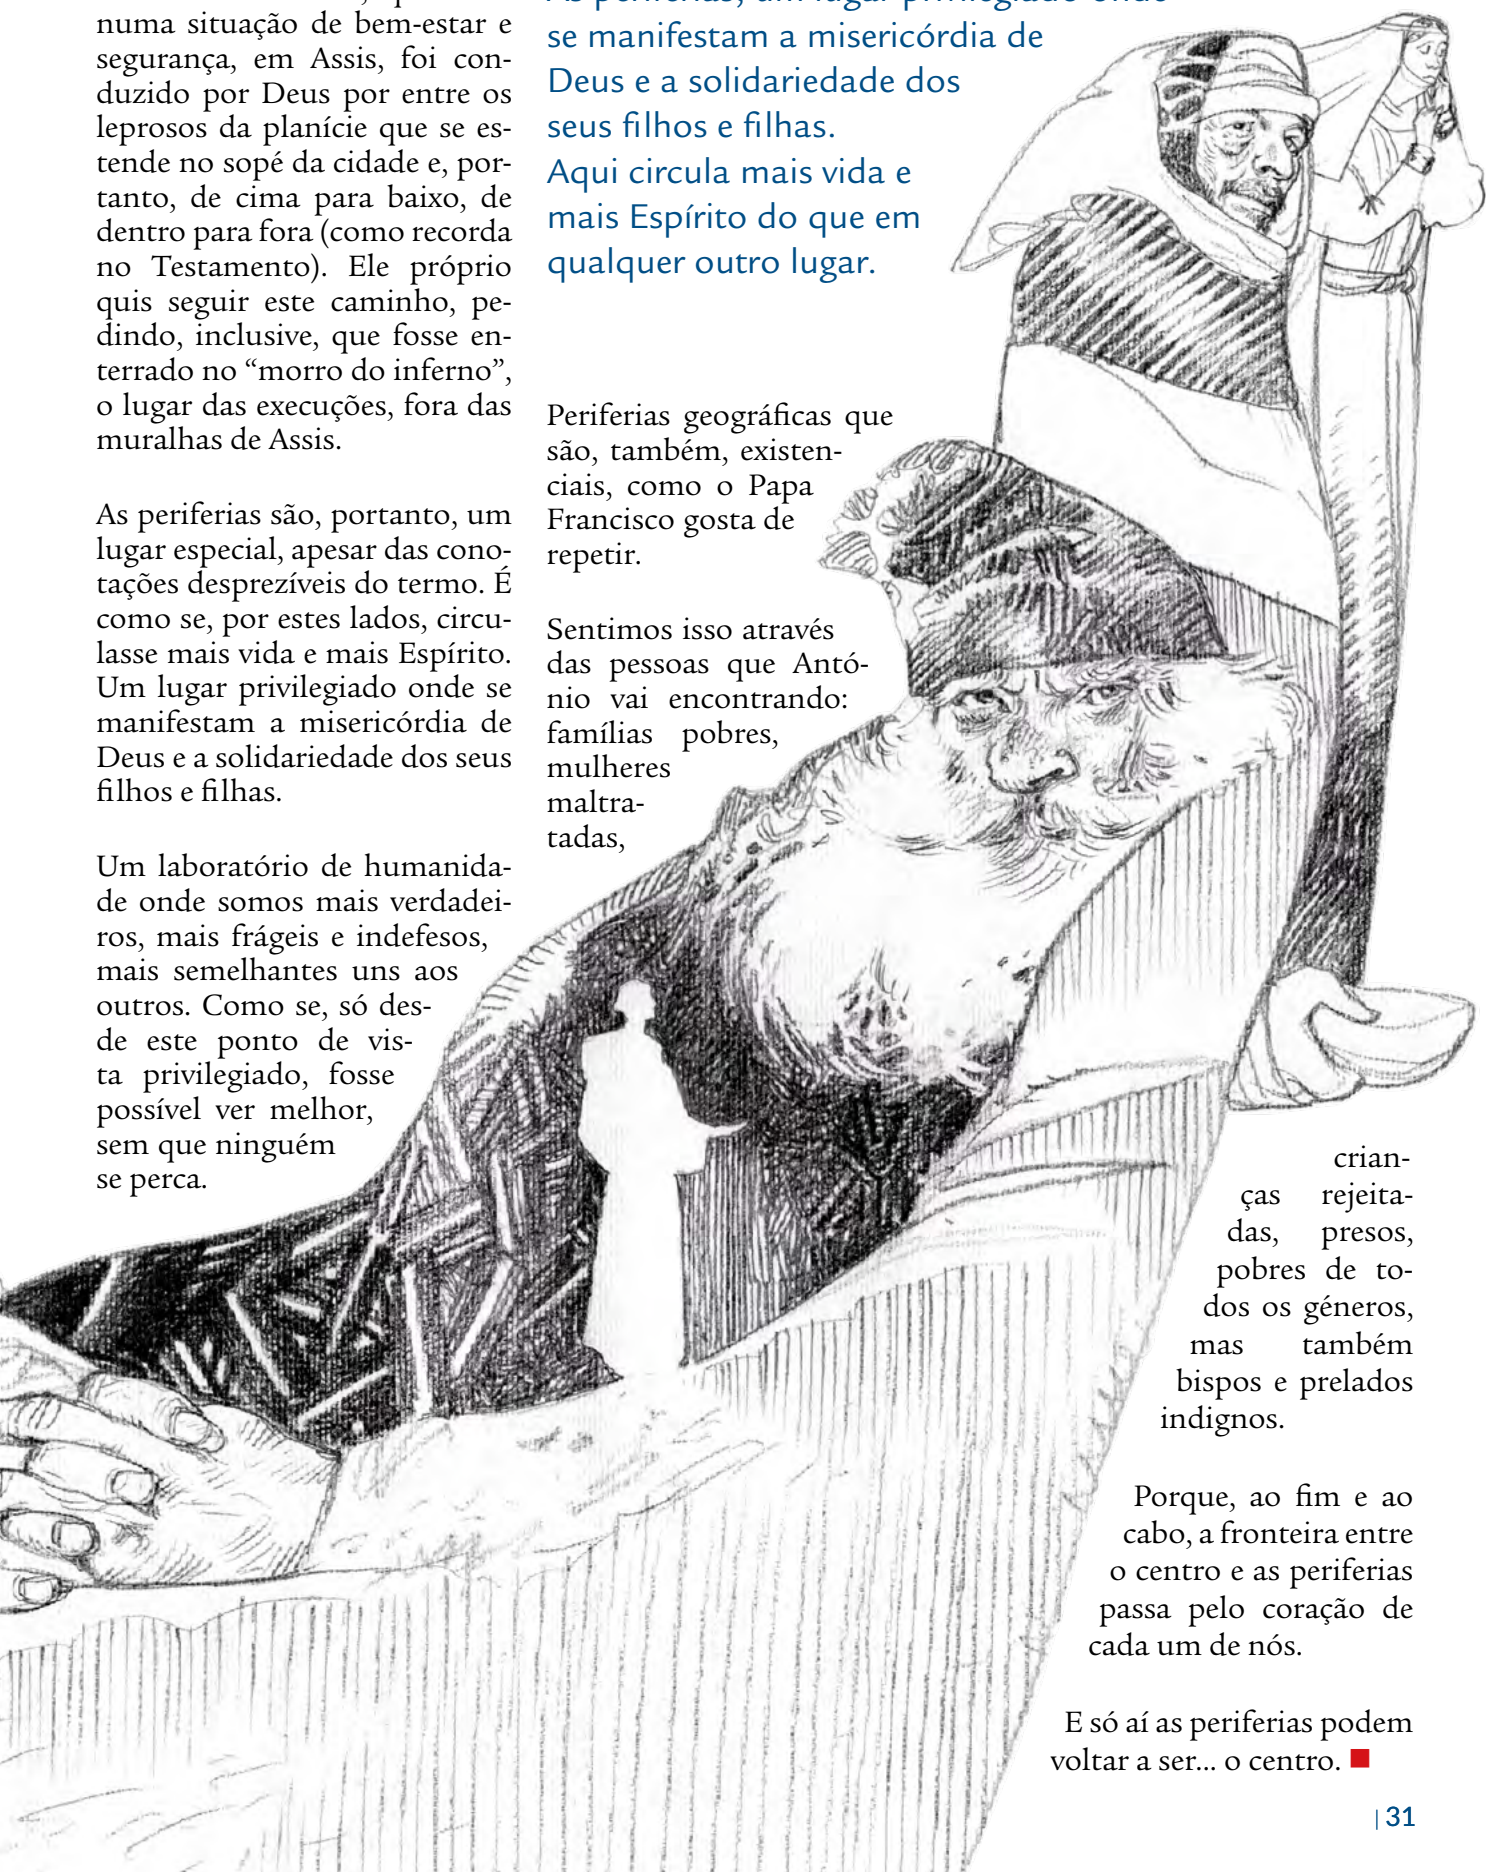 numa situação de bem-estar e
segurança, em Assis, foi con-
duzido por Deus por entre os
leprosos da planície que se es-
tende no sopé da cidade e, por-
tanto, de cima para baixo, de
dentro para fora (como recorda
no Testamento). Ele próprio
quis seguir este caminho, pe-
dindo, inclusive, que fosse en-
terrado no “morro do inferno”,
o lugar das execuções, fora das
muralhas de Assis.
As periferias são, portanto, um
lugar especial, apesar das cono-
tações desprezíveis do termo. É
como se, por estes lados, circu-
lasse mais vida e mais Espírito.
Um lugar privilegiado onde se
manifestam a misericórdia de
Deus e a solidariedade dos seus
filhos e filhas.
Um laboratório de humanida-
de onde somos mais verdadei-
ros, mais frágeis e indefesos,
mais semelhantes uns aos
outros. Como se, só des-
de este ponto de vis-
ta privilegiado, fosse
possível ver melhor,
sem que ninguém
se perca.
As periferias, um lugar privilegiado onde
se manifestam a misericórdia de
Deus e a solidariedade dos
seus filhos e filhas.
Aqui circula mais vida e
mais Espírito do que em
qualquer outro lugar.
Periferias geográficas que
são, também, existen-
ciais, como o Papa
Francisco gosta de
repetir.
Sentimos isso através
das pessoas que Antó-
nio vai encontrando:
famílias pobres,
mulheres
maltra-
tadas,
crian-
ças rejeita-
das, presos,
pobres de to-
dos os géneros,
mas também
bispos e prelados
indignos.
Porque, ao fim e ao
cabo, a fronteira entre
o centro e as periferias
passa pelo coração de
cada um de nós.
E só aí as periferias podem
voltar a ser... o centro.
| 31